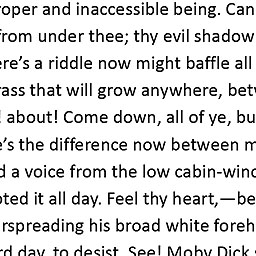 roper and inaccessible being. Can
from under thee; thy evil shadow
ere’s a riddle now might baffle all
rass that will grow anywhere, betw
! about! Come down, all of ye, bu
e’s the difference now between m
d a voice from the low cabin-wind
oted it all day. Feel thy heart,—be
rspreading his broad white foreh
rd day, to desist. See! Moby Dick s